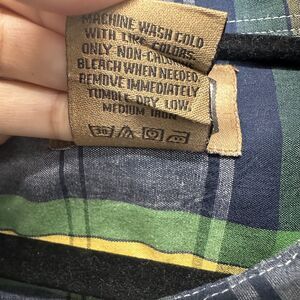 MACHINE WASH COLD
WITH LIKE COLORS.
ONLY NON-CHLORINE
BLEACH WHEN NEEDED.
REMOVE IMMEDIATELY
TUMBLE DRY LOW.
MEDIUM IRON
30